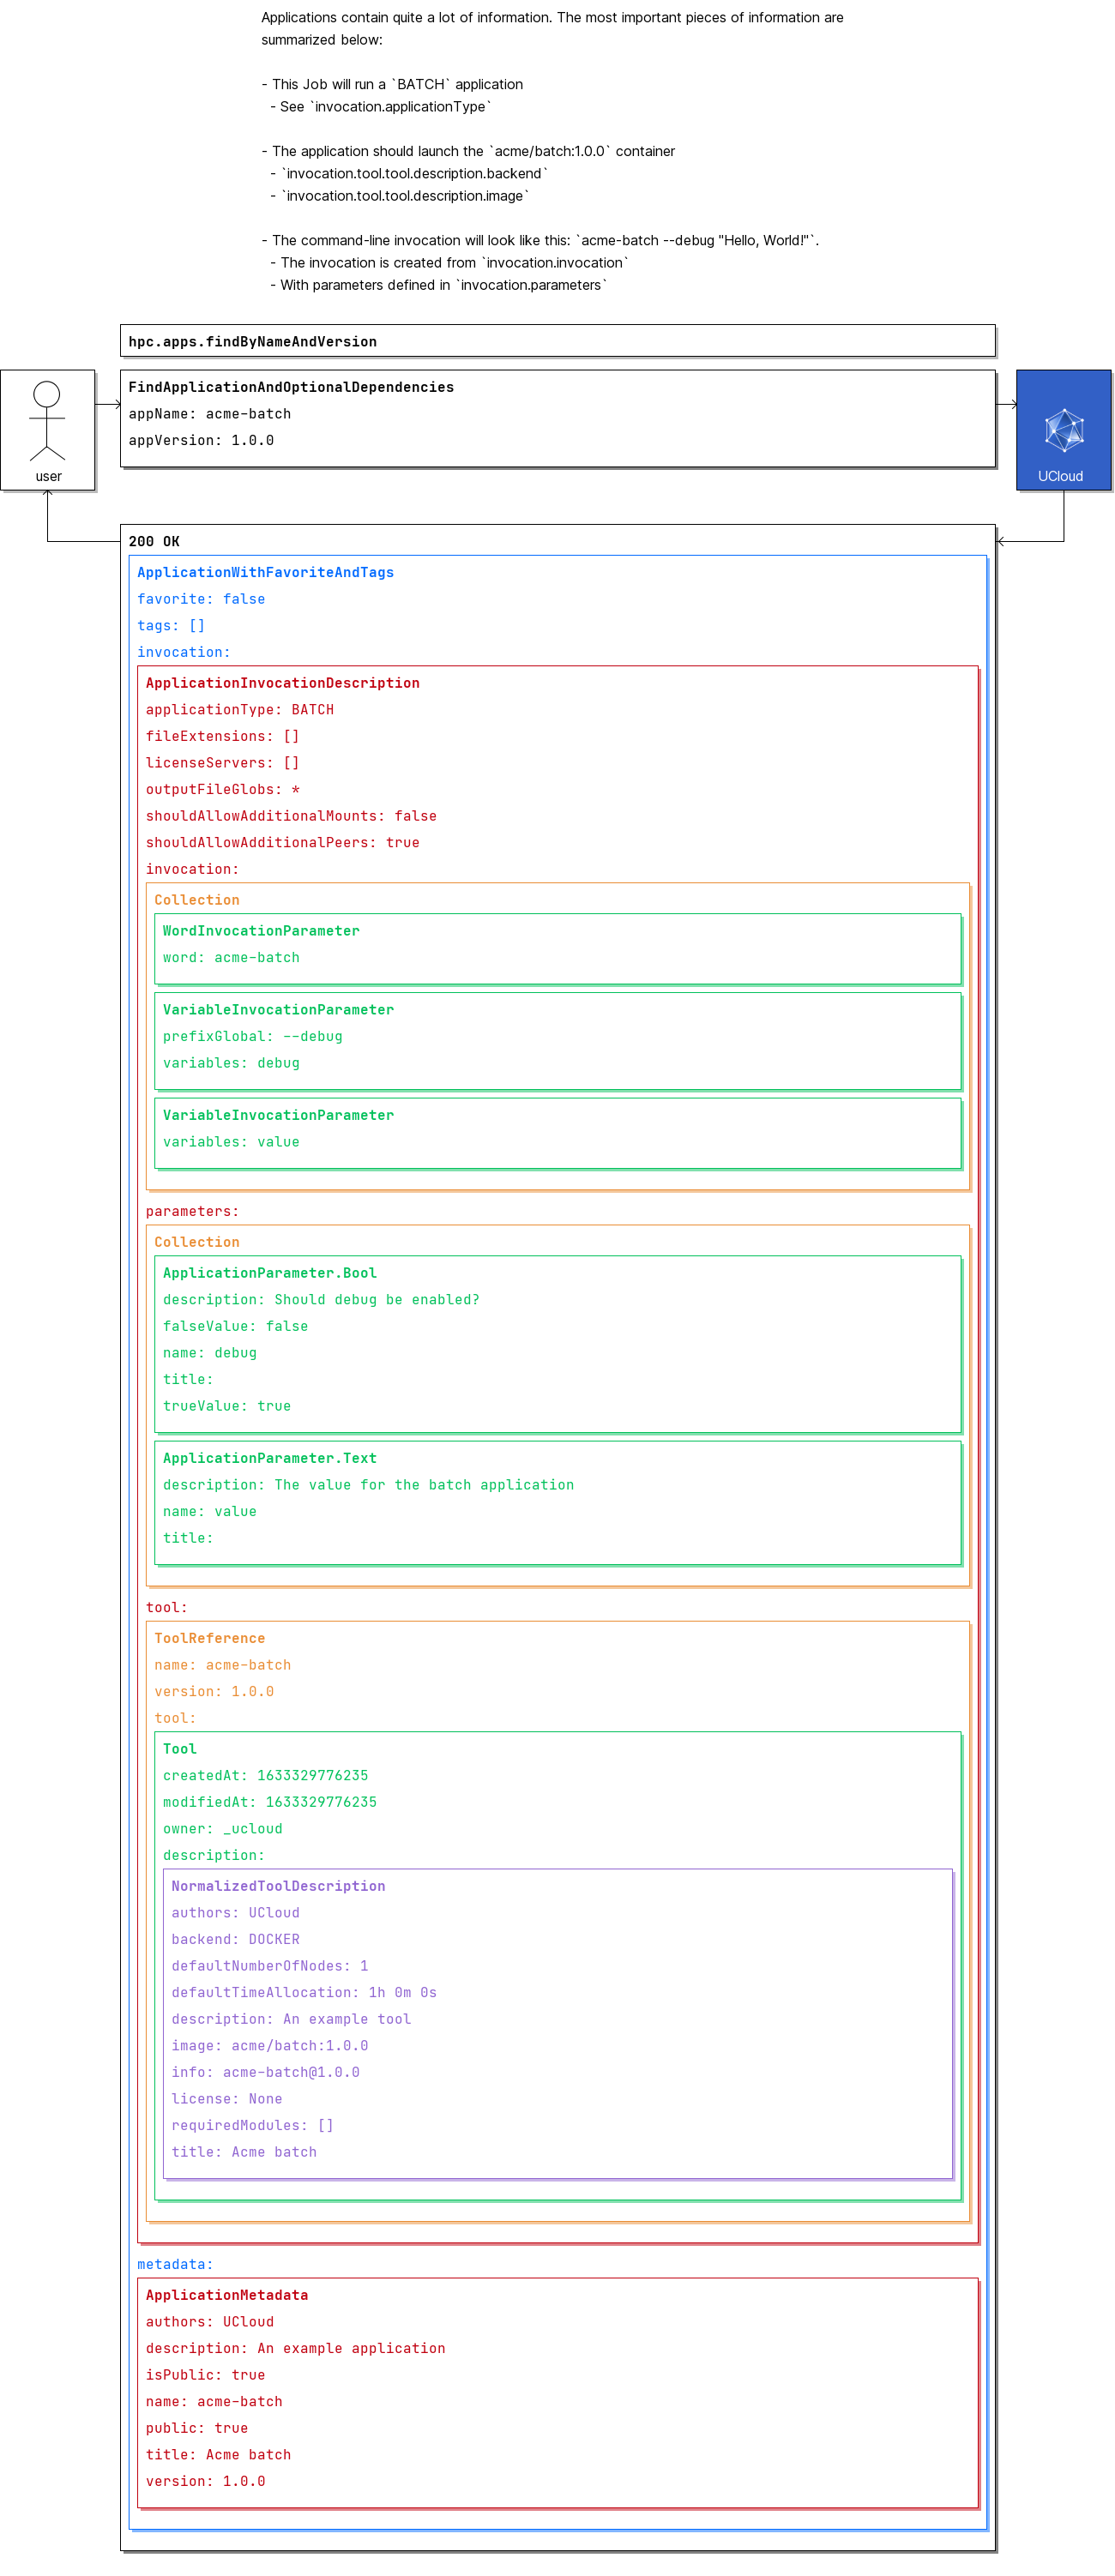 Applications contain quite a lot of information. The most important pieces of information are
summarized below:
- This Job will run a `BATCH` application
- See `invocation.applicationType`
- The application should launch the `acme/batch:1.0.0` container
- `invocation.tool.tool.description.backend`
- `invocation.tool.tool.description.image`
- The command-line invocation will look like this: `acme-batch --debug "Hello, World!"`.
- The invocation is created from `invocation.invocation`
- With parameters defined in `invocation.parameters`
hpc.apps.findByNameAndVersion
FindApplicationAndOptionalDependencies
appName: acme-batch
appVersion: 1.0.0
user
UCloud
200 OK
ApplicationWithFavoriteAndTags
favorite: false
tags: []
invocation:
ApplicationInvocationDescription
applicationType: BATCH
fileExtensions: []
licenseServers: []
outputFileGlobs: *
shouldAllowAdditionalMounts: false
shouldAllowAdditionalPeers: true
invocation:
Collection
WordInvocationParameter
word: acme-batch
VariableInvocationParameter
prefixGlobal: --debug
variables: debug
VariableInvocationParameter
variables: value
parameters:
Collection
ApplicationParameter.Bool
description: Should debug be enabled?
falseValue: false
name: debug
title:
trueValue: true
ApplicationParameter.Text
description: The value for the batch application
name: value
title:
tool:
ToolReference
name: acme-batch
version: 1.0.0
tool:
Tool
createdAt: 1633329776235
modifiedAt: 1633329776235
owner: _ucloud
description:
NormalizedToolDescription
authors: UCloud
backend: DOCKER
defaultNumberOfNodes: 1
defaultTimeAllocation: 1h 0m 0s
description: An example tool
image: acme/batch:1.0.0
info: acme-batch@1.0.0
license: None
requiredModules: []
title: Acme batch
metadata:
ApplicationMetadata
authors: UCloud
description: An example application
isPublic: true
name: acme-batch
public: true
title: Acme batch
version: 1.0.0